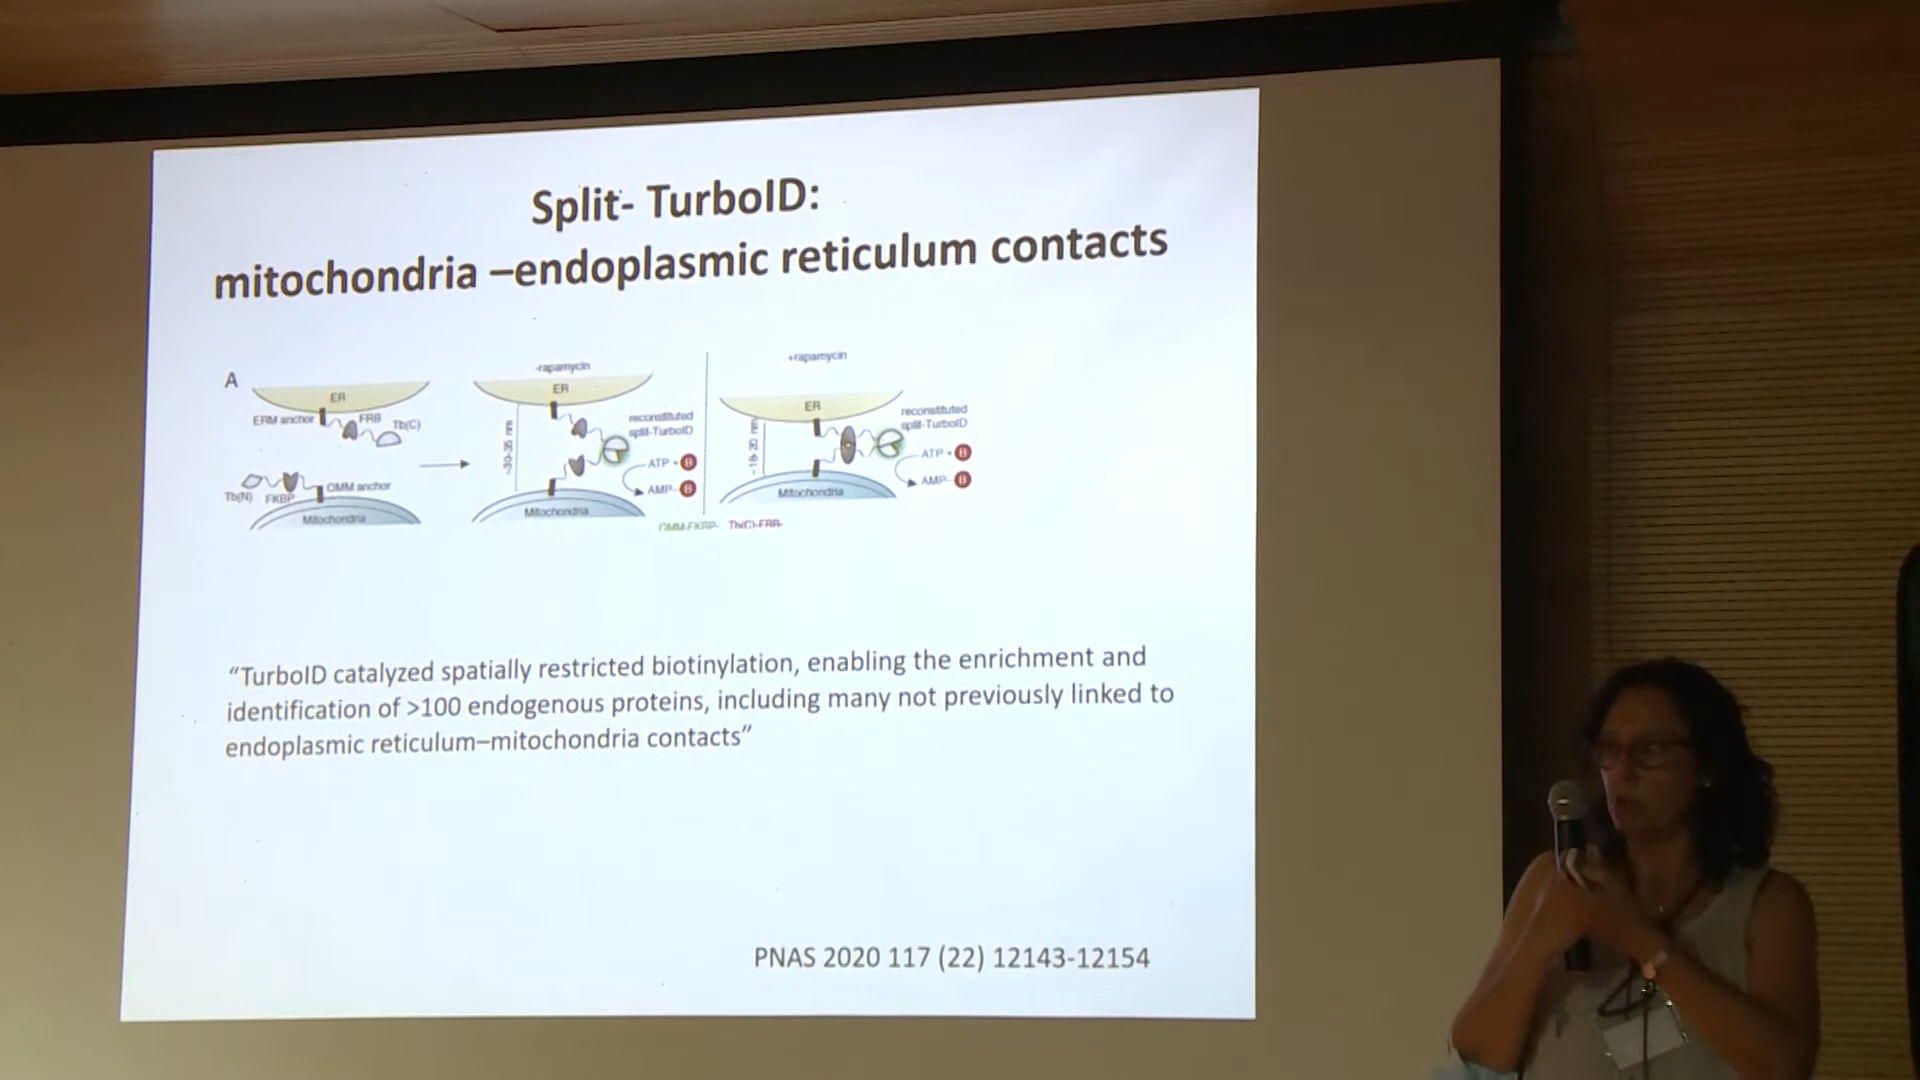 Split- TurboID:
mitochondria –endoplasmic reticulum contacts
A
ER
ERM anchor
FRB
Tb(C)
Tb(N)
FKBP
OMM anchor
Mitochondria
-rapamycin
ER
~30-35 nm
reconstituted
split-TurboID
ATP + B
AMP- B
Mitochondria
+rapamycin
ER
reconstituted
split-TurboID
ATP + B
AMP- B
Mitochondria
“TurboID catalyzed spatially restricted biotinylation, enabling the enrichment and
identification of >100 endogenous proteins, including many not previously linked to
endoplasmic reticulum–mitochondria contacts”
PNAS 2020 117 (22) 12143-12154